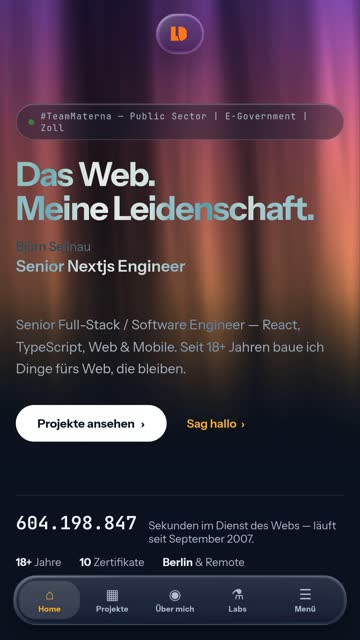 LD
#TeamMaterna — Public Sector | E-Government |
Zoll
Das Web.
Meine Leidenschaft.
Björn Sellnau
Senior Nextjs Engineer
Senior Full-Stack / Software Engineer — React,
TypeScript, Web & Mobile. Seit 18+ Jahren baue ich
Dinge fürs Web, die bleiben.
Projekte ansehen ›
Sag hallo ›
604.198.847
Sekunden im Dienst des Webs — läuft
seit September 2007.
18+ Jahre
10 Zertifikate
Berlin & Remote
Home
Projekte
Über mich
Labs
Menü